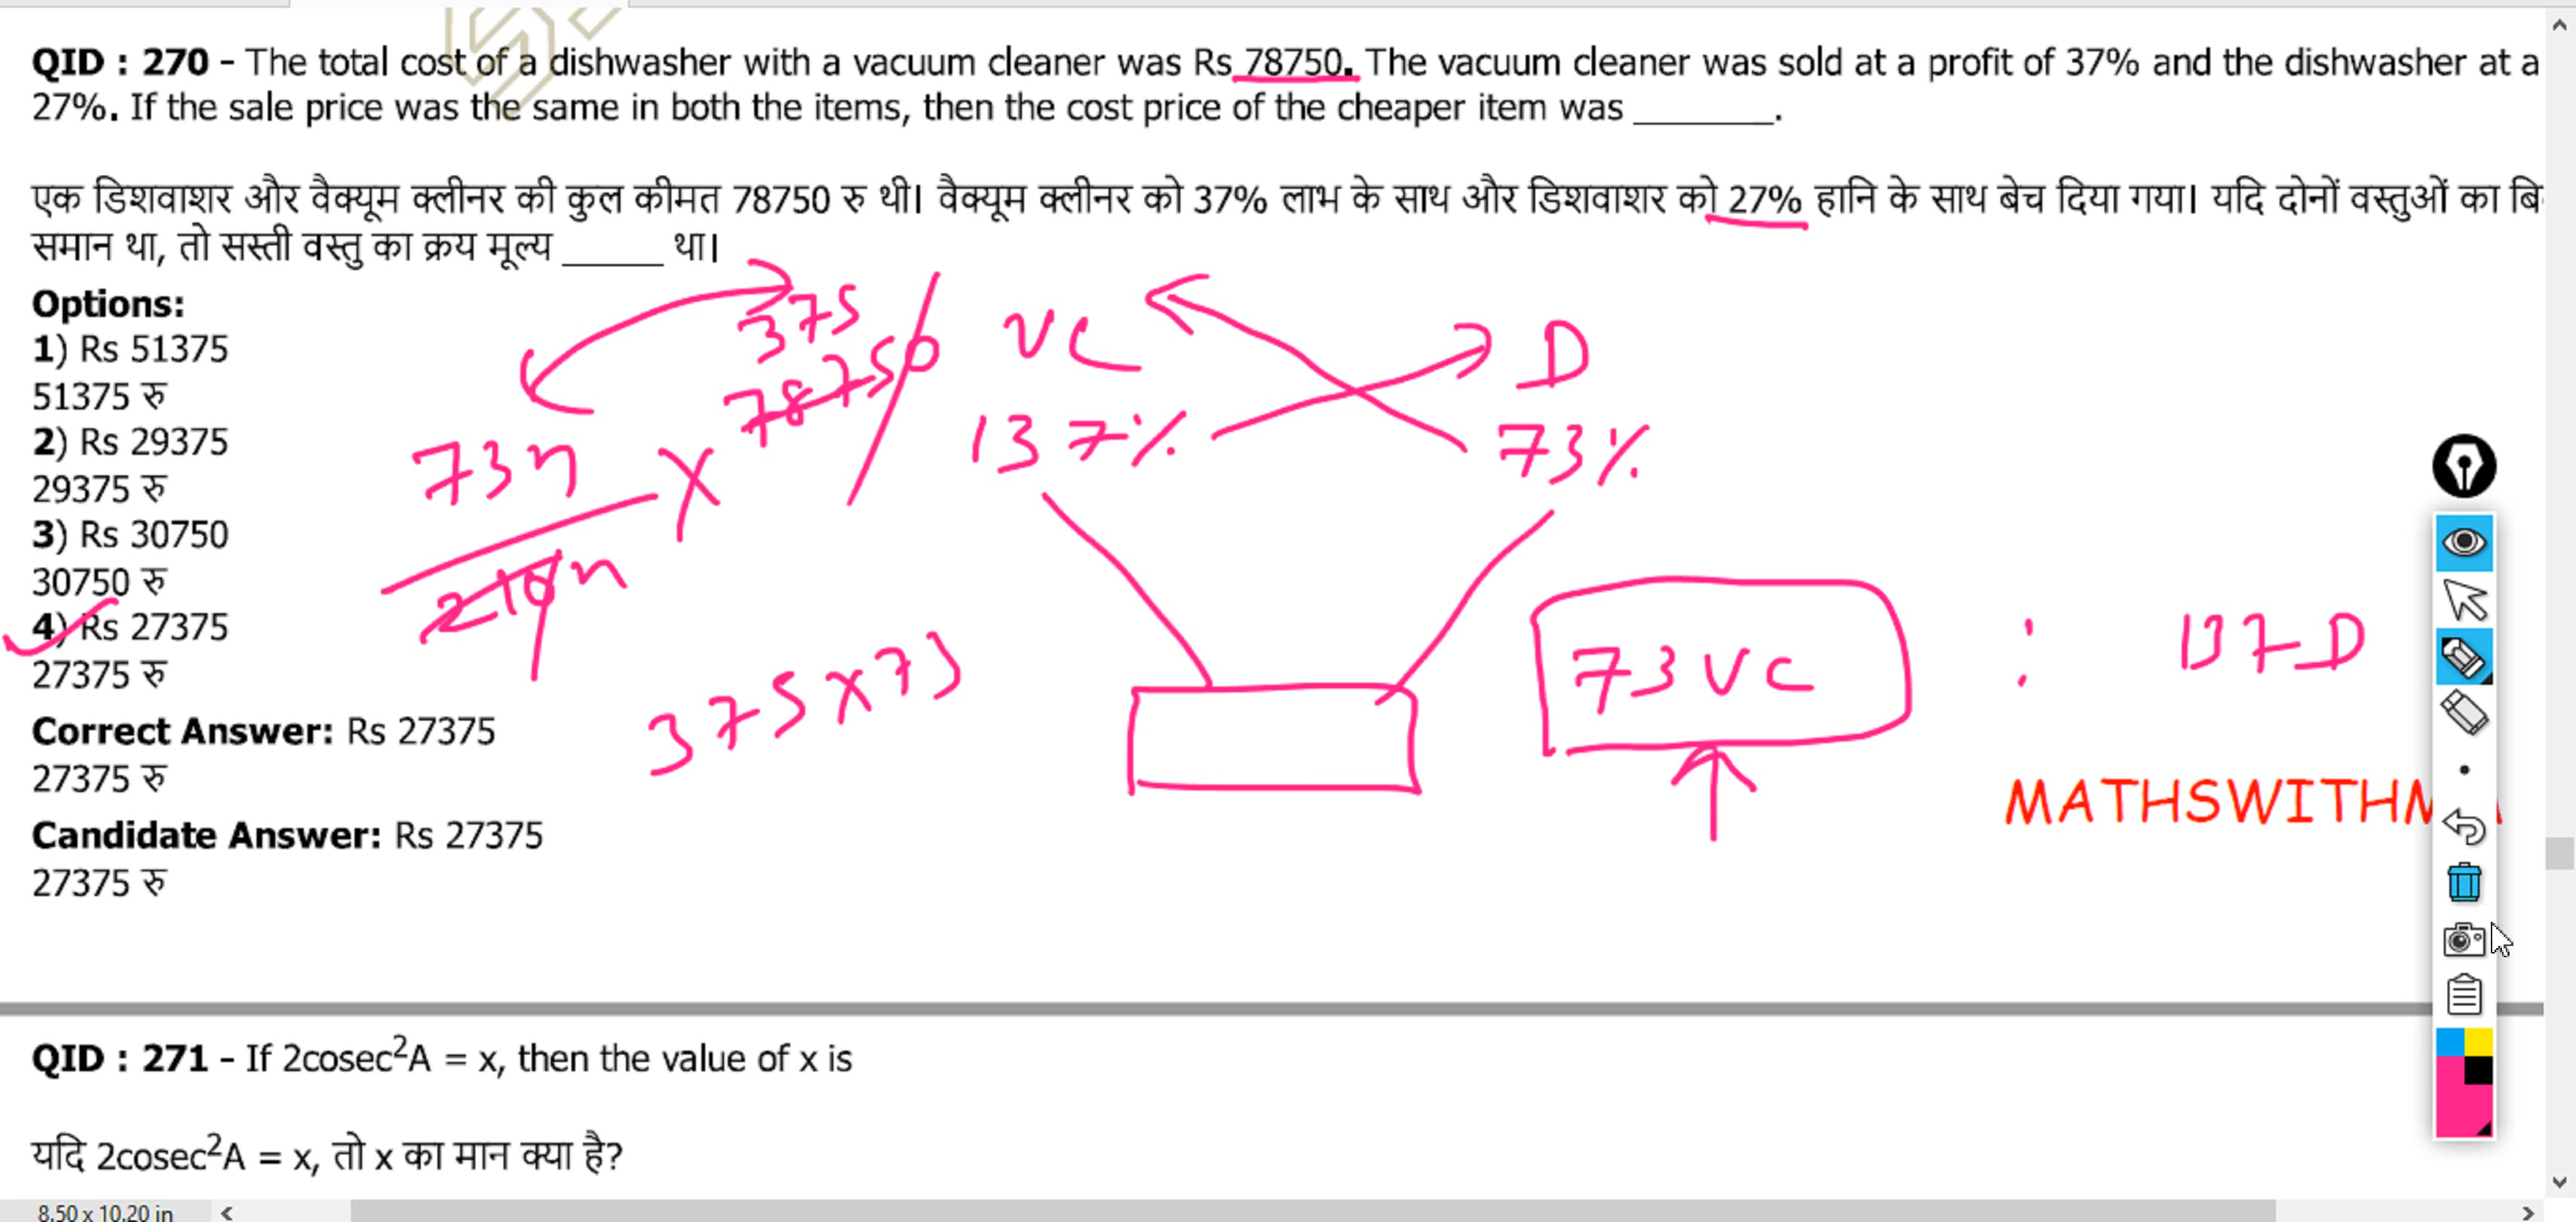 QID : 270 - The total cost of a dishwasher with a vacuum cleaner was Rs 78750. The vacuum cleaner was sold at a profit of 37% and the dishwasher at a
27%. If the sale price was the same in both the items, then the cost price of the cheaper item was _______.
एक डिशवाशर और वैक्यूम क्लीनर की कुल कीमत 78750 रु थी। वैक्यूम क्लीनर को 37% लाभ के साथ और डिशवाशर को 27% हानि के साथ बेच दिया गया। यदि दोनों वस्तुओं का
समान था, तो सस्ती वस्तु का क्रय मूल्य _____ था।
Options:
1) Rs 51375
51375 रु
2) Rs 29375
29375 रु
3) Rs 30750
30750 रु
4) Rs 27375
27375 रु
Correct Answer: Rs 27375
27375 रु
Candidate Answer: Rs 27375
27375 रु
375
78750
VC
D
137%
73%
73n
X
210n
375x73
73VC : 137D
MATHSWITHM
QID : 271 - If 2cosec²A = x, then the value of x is
यदि 2cosec²A = x, तो x का मान क्या है?
8.50 x 10.20 in